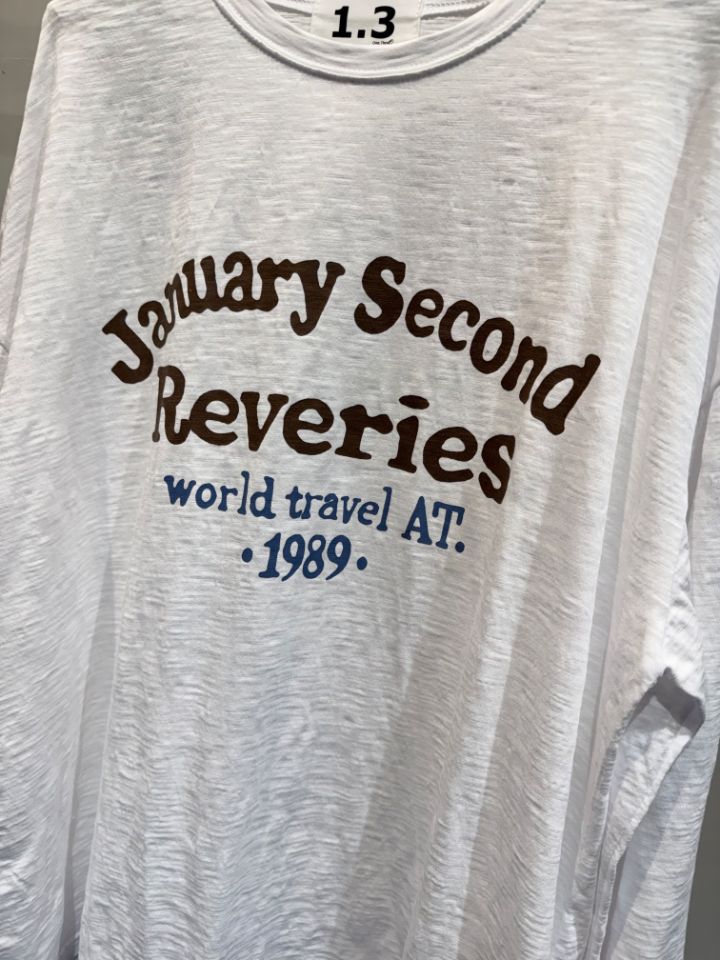 1.3
January Second
Reveries
world travel AT.
·1989·